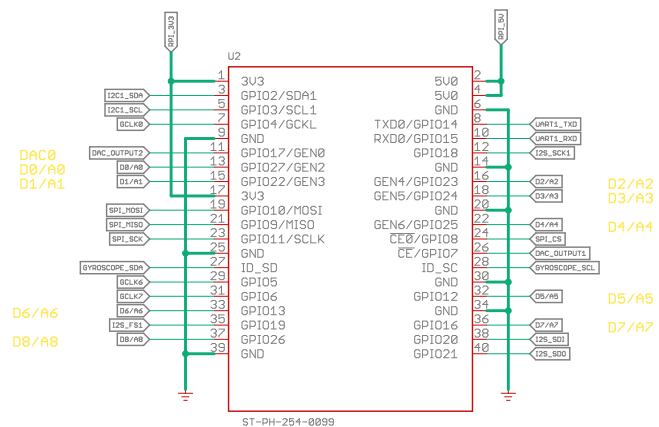 RPI_3V3
RPI_5V
U2
1 3V3 5V0 2
I2C1_SDA 3 GPIO2/SDA1 5V0 4
I2C1_SCL 5 GPIO3/SCL1 GND 6
GCLK0 7 GPIO4/GCKL TXD0/GPIO14 8 UART1_TXD
9 GND RXD0/GPIO15 10 UART1_RXD
DAC0 DAC_OUTPUT2 11 GPIO17/GEN0 GPIO18 12 I2S_SCK1
D0/A0 D0/A0 13 GPIO27/GEN2 GND 14
D1/A1 D1/A1 15 GPIO22/GEN3 GEN4/GPIO23 16 D2/A2 D2/A2
17 3V3 GEN5/GPIO24 18 D3/A3 D3/A3
SPI_MOSI 19 GPIO10/MOSI GND 20
SPI_MISO 21 GPIO9/MISO GEN6/GPIO25 22 D4/A4 D4/A4
SPI_SCK 23 GPIO11/SCLK CE0/GPIO8 24 SPI_CS
25 GND CE/GPIO7 26 DAC_OUTPUT1
GYROSCOPE_SDA 27 ID_SD ID_SC 28 GYROSCOPE_SCL
GCLK6 29 GPIO5 GND 30
GCLK7 31 GPIO6 GPIO12 32 D5/A5 D5/A5
D6/A6 D6/A6 33 GPIO13 GND 34
I2S_FS1 35 GPIO19 GPIO16 36 D7/A7 D7/A7
D8/A8 D8/A8 37 GPIO26 GPIO20 38 I2S_SDI
39 GND GPIO21 40 I2S_SDO
ST-PH-254-0099